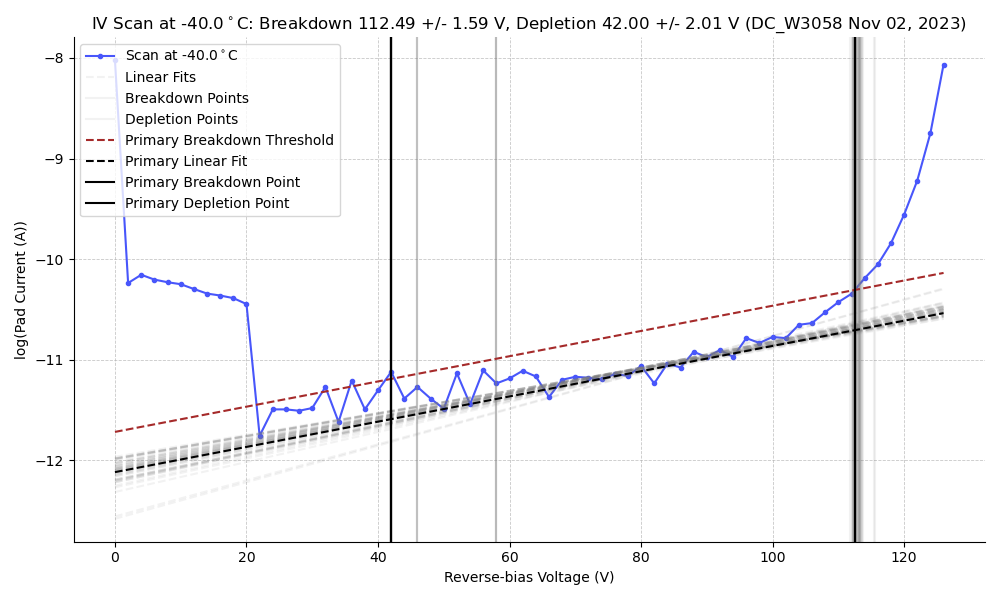 IV Scan at -40.0°C: Breakdown 112.49 +/- 1.59 V, Depletion 42.00 +/- 2.01 V (DC_W3058 Nov 02, 2023)
Scan at -40.0°C
Linear Fits
Breakdown Points
Depletion Points
Primary Breakdown Threshold
Primary Linear Fit
Primary Breakdown Point
Primary Depletion Point
log(Pad Current (A))
−8
−9
−10
−11
−12
0 20 40 60 80 100 120
Reverse-bias Voltage (V)